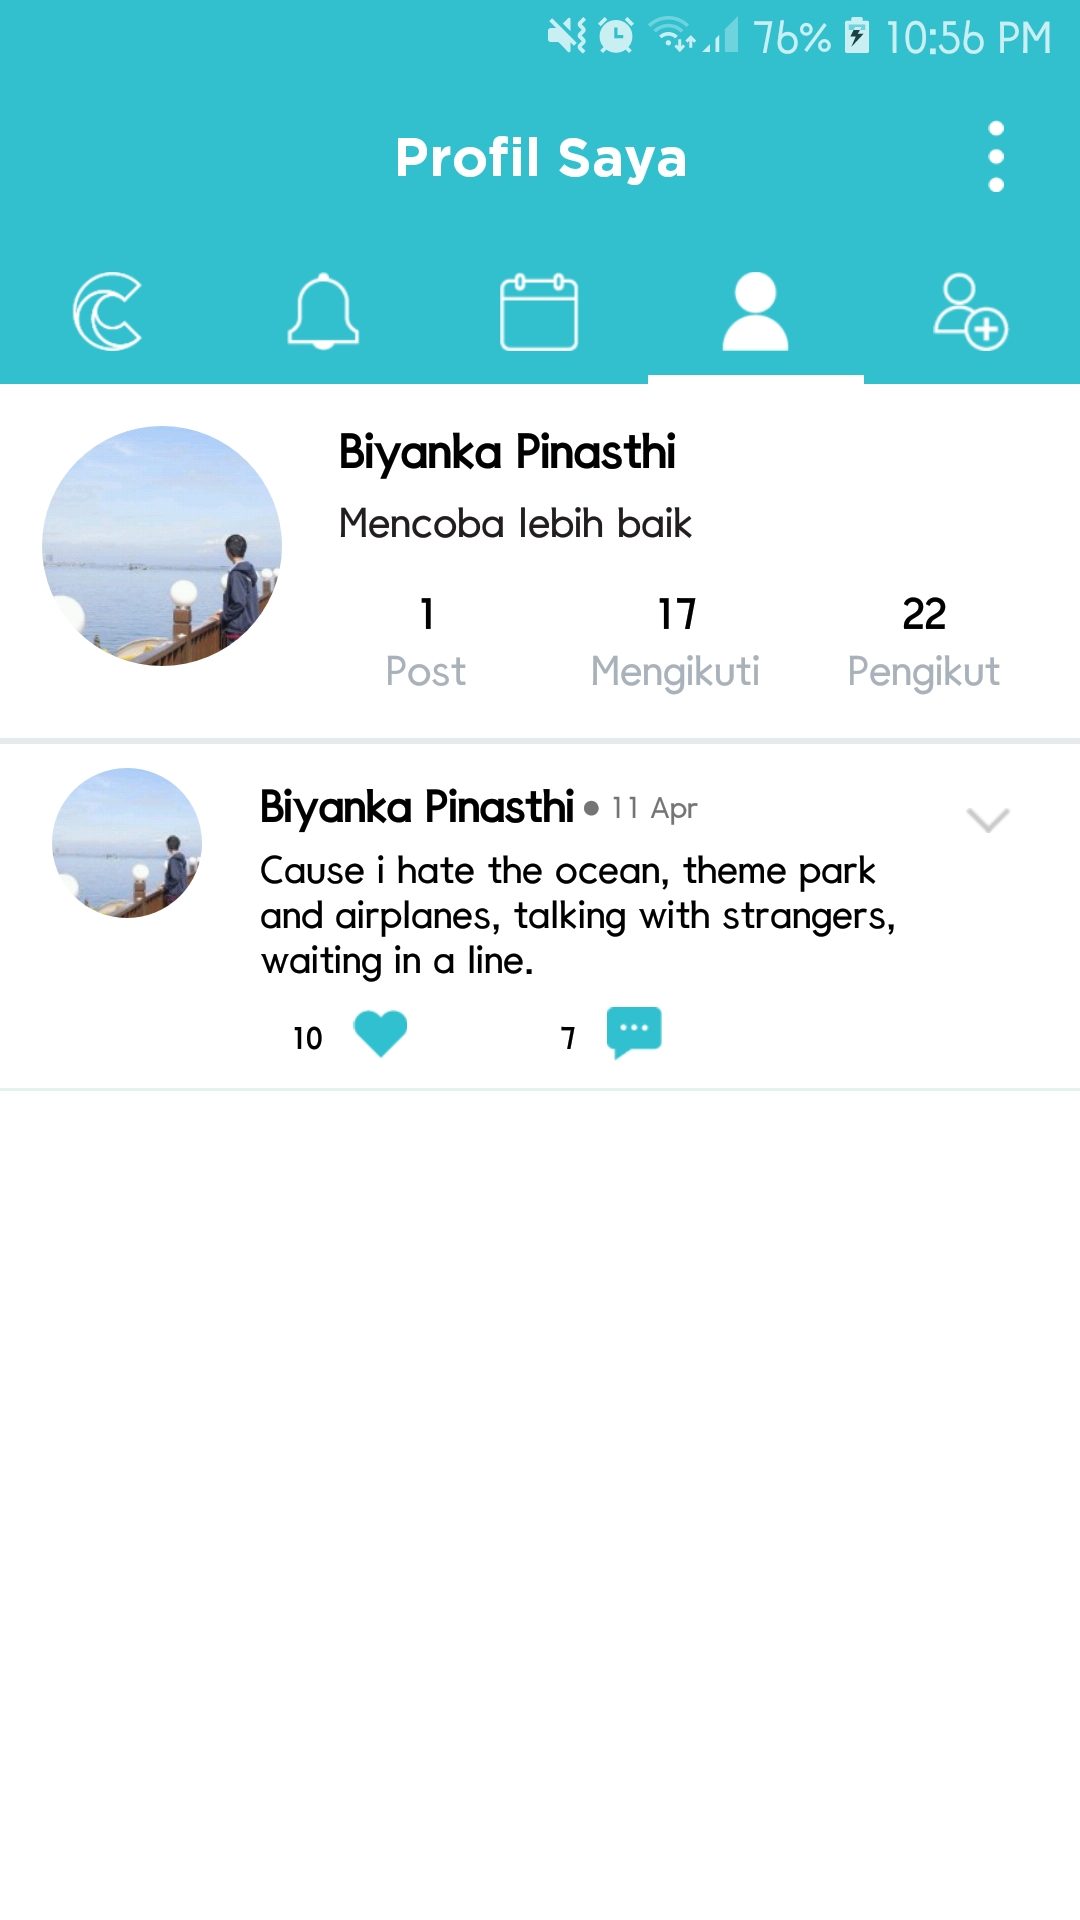 76% 10:56 PM
Profil Saya
Biyanka Pinasthi
Mencoba lebih baik
1 17 22
Post Mengikuti Pengikut
Biyanka Pinasthi • 11 Apr
Cause i hate the ocean, theme park
and airplanes, talking with strangers,
waiting in a line.
10 7